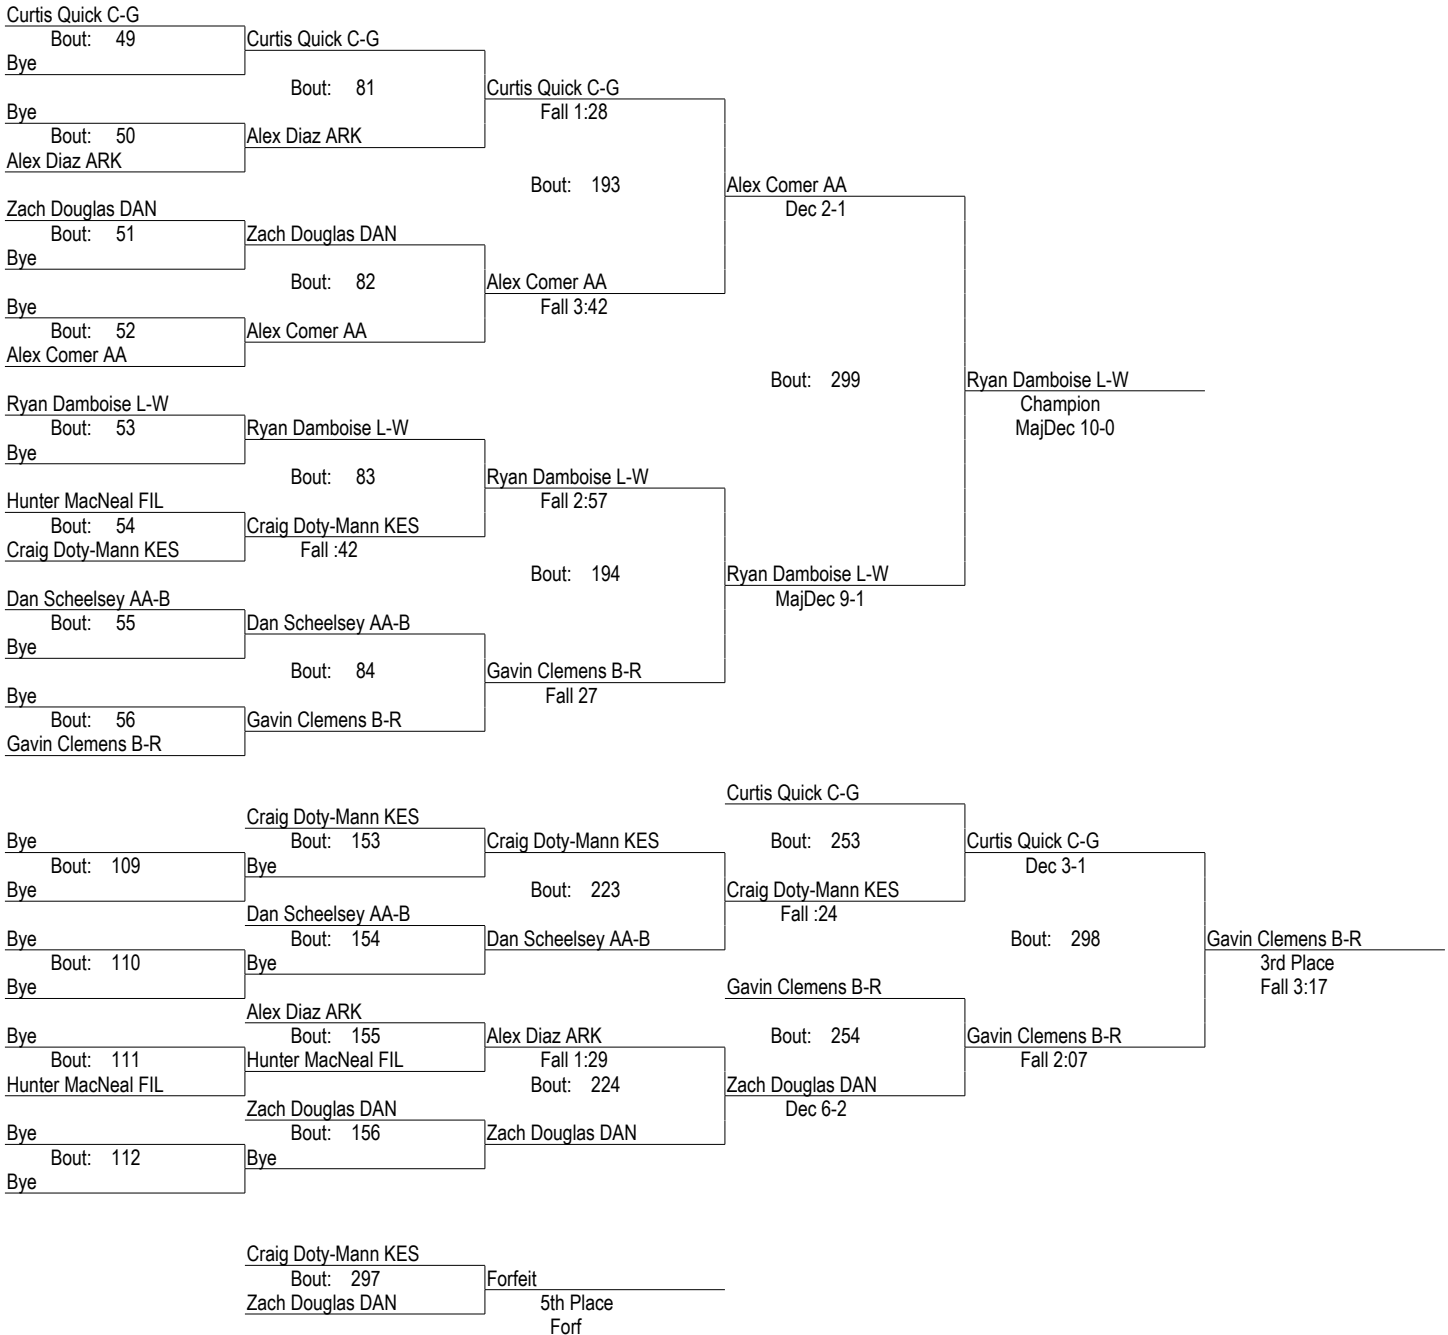 Curtis Quick C-G
Bout: 49
Curtis Quick C-G
Bye
Bout: 81
Curtis Quick C-G
Bye
Fall 1:28
Bout: 50
Alex Diaz ARK
Alex Diaz ARK
Bout: 193
Alex Comer AA
Zach Douglas DAN
Dec 2-1
Bout: 51
Zach Douglas DAN
Bye
Bout: 82
Alex Comer AA
Bye
Fall 3:42
Bout: 52
Alex Comer AA
Alex Comer AA
Bout: 299
Ryan Damboise L-W
Ryan Damboise L-W
Champion
Bout: 53
Ryan Damboise L-W
MajDec 10-0
Bye
Bout: 83
Ryan Damboise L-W
Hunter MacNeal FIL
Fall 2:57
Bout: 54
Craig Doty-Mann KES
Craig Doty-Mann KES
Fall :42
Bout: 194
Ryan Damboise L-W
Dan Scheelsey AA-B
MajDec 9-1
Bout: 55
Dan Scheelsey AA-B
Bye
Bout: 84
Gavin Clemens B-R
Bye
Fall 27
Bout: 56
Gavin Clemens B-R
Gavin Clemens B-R
Curtis Quick C-G
Craig Doty-Mann KES
Bye
Bout: 153
Craig Doty-Mann KES
Bout: 253
Curtis Quick C-G
Bout: 109
Bye
Dec 3-1
Bye
Bout: 223
Craig Doty-Mann KES
Dan Scheelsey AA-B
Fall :24
Bye
Bout: 154
Dan Scheelsey AA-B
Bout: 298
Gavin Clemens B-R
Bout: 110
Bye
3rd Place
Bye
Gavin Clemens B-R
Fall 3:17
Alex Diaz ARK
Bye
Bout: 155
Alex Diaz ARK
Bout: 254
Gavin Clemens B-R
Bout: 111
Hunter MacNeal FIL
Fall 1:29
Fall 2:07
Hunter MacNeal FIL
Bout: 224
Zach Douglas DAN
Zach Douglas DAN
Dec 6-2
Bye
Bout: 156
Zach Douglas DAN
Bout: 112
Bye
Bye
Craig Doty-Mann KES
Bout: 297
Forfeit
Zach Douglas DAN
5th Place
Forf